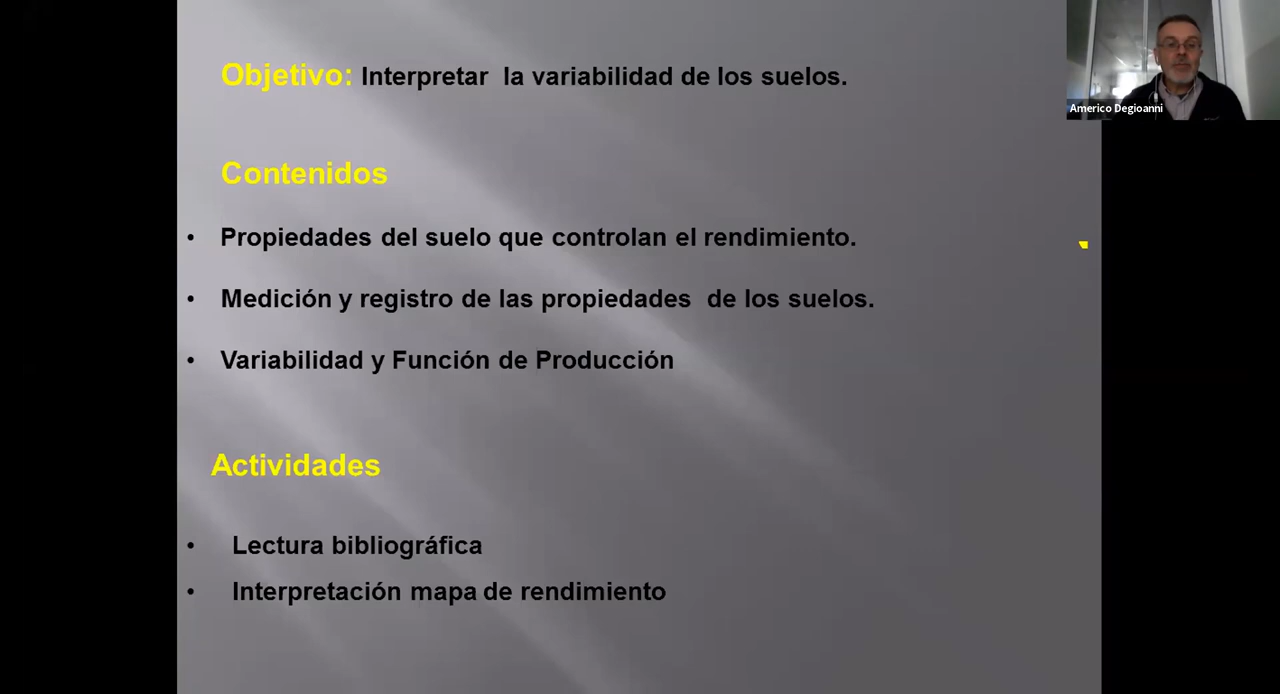 Objetivo: Interpretar la variabilidad de los suelos.
Americo Degioanni
Contenidos
• Propiedades del suelo que controlan el rendimiento.
• Medición y registro de las propiedades de los suelos.
• Variabilidad y Función de Producción
Actividades
• Lectura bibliográfica
• Interpretación mapa de rendimiento